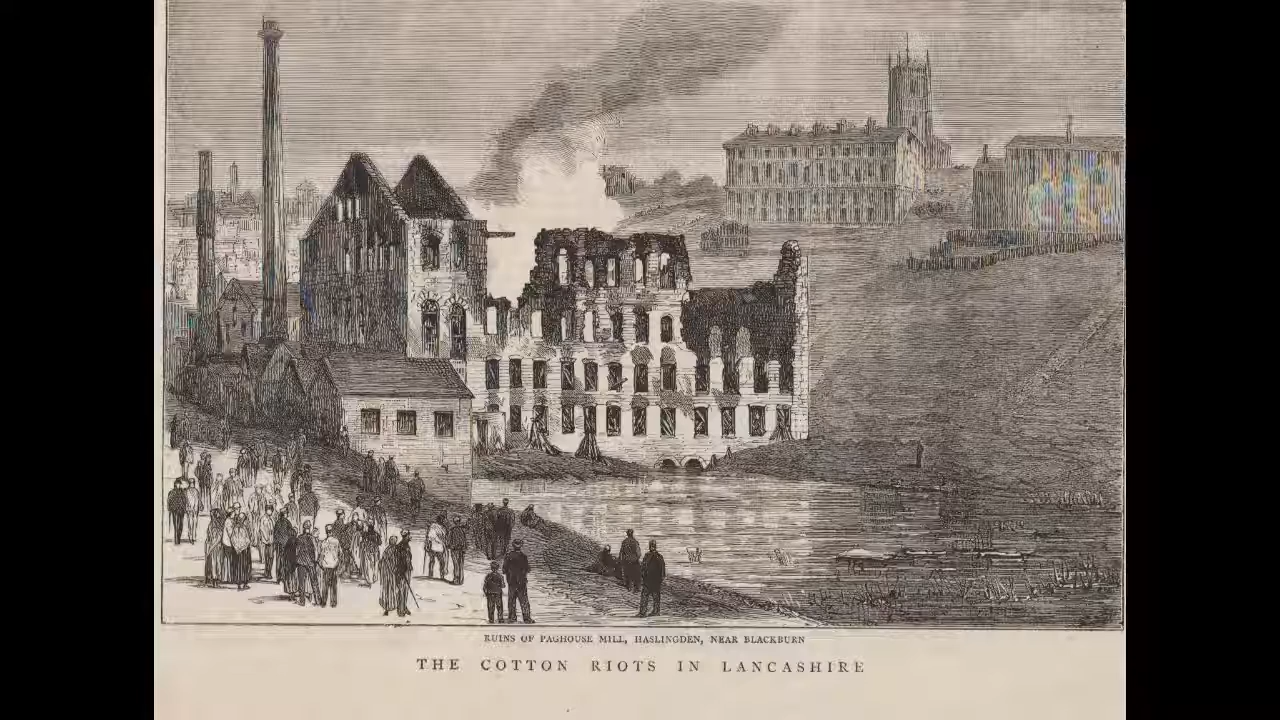 RUINS OF PAGHOUSE MILL, HASLINGDEN, NEAR BLACKBURN
THE COTTON RIOTS IN LANCASHIRE